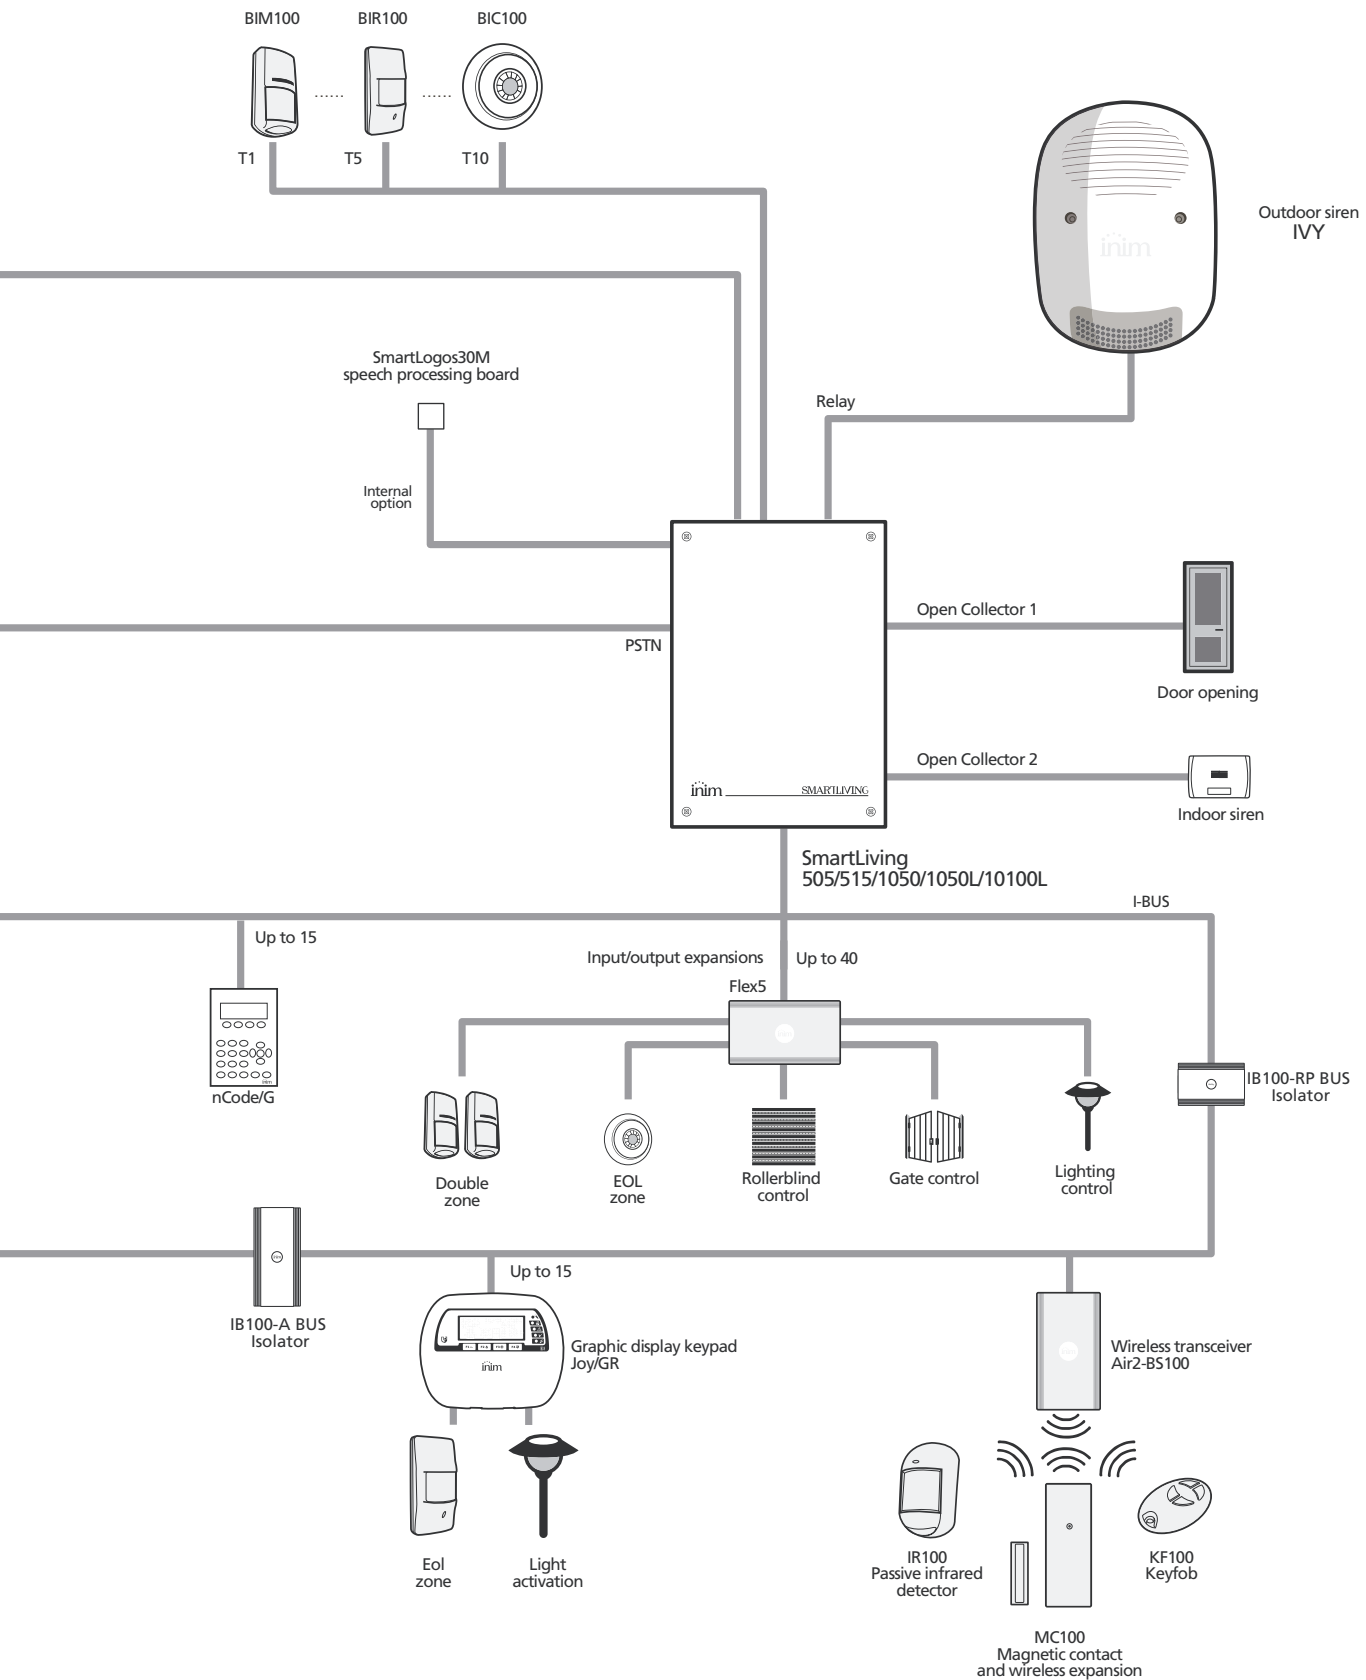 BIM100
BIR100
BIC100
T1
T5
T10
Outdoor siren
IVY
inim
SmartLogos30M
speech processing board
Relay
Internal
option
Open Collector 1
PSTN
Door opening
Open Collector 2
inim
SMARTLIVING
Indoor siren
SmartLiving
505/515/1050/1050L/10100L
I-BUS
Up to 15
Input/output expansions
Up to 40
Flex5
IB100-RP BUS
Isolator
nCode/G
Double
zone
EOL
zone
Rollerblind
control
Gate control
Lighting
control
IB100-A BUS
Isolator
Up to 15
Graphic display keypad
Joy/GR
inim
Wireless transceiver
Air2-BS100
Eol
zone
Light
activation
IR100
Passive infrared
detector
KF100
Keyfob
MC100
Magnetic contact
and wireless expansion